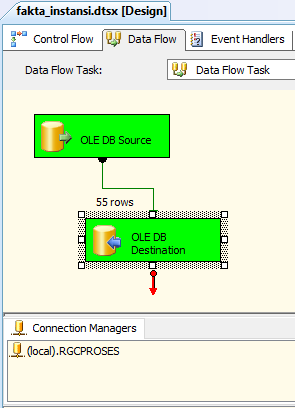 fakta_instansi.dtsx [Design]
Control Flow Data Flow Event Handlers
Data Flow Task: Data Flow Task
OLE DB Source
55 rows
OLE DB
Destination
Connection Managers
(local).RGCPROSES